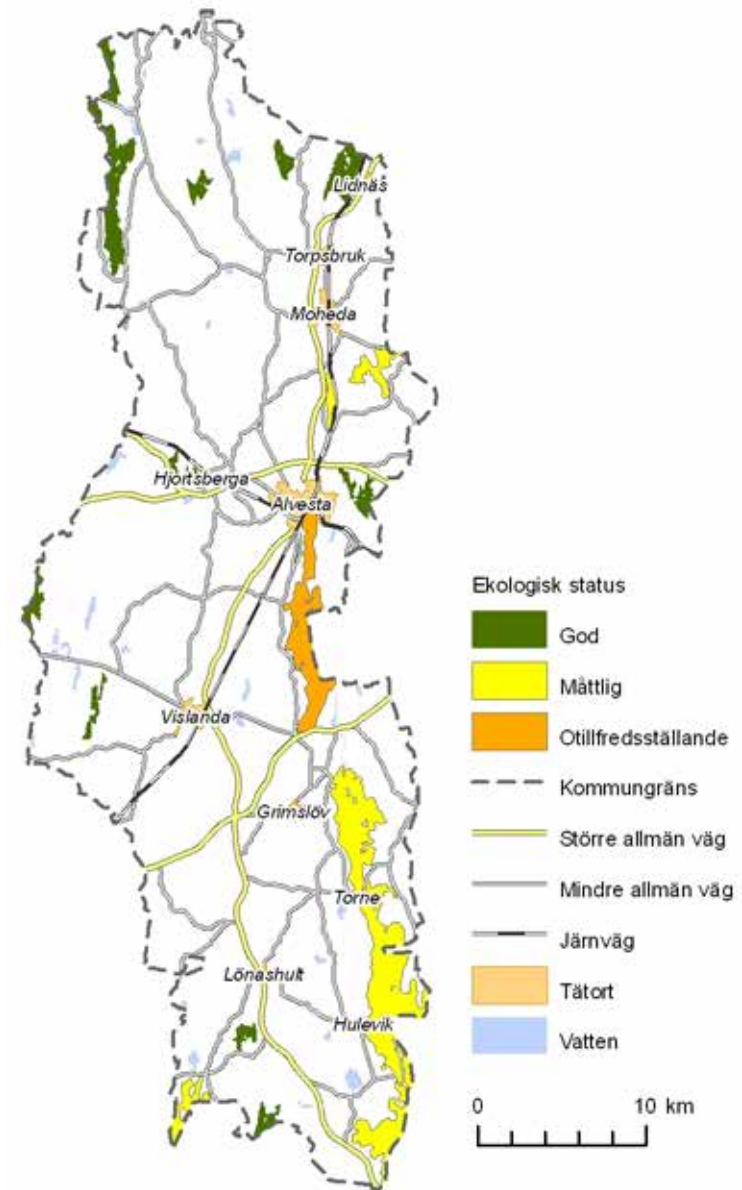 Lidnäs
Torpsbruk
Moheda
Hjortsberga
Alvesta
Vislanda
Grimslöv
Torne
Lönashult
Hulevik
Ekologisk status
God
Måttlig
Otillfredsställande
Kommungräns
Större allmän väg
Mindre allmän väg
Järnväg
Tätort
Vatten
0 10 km